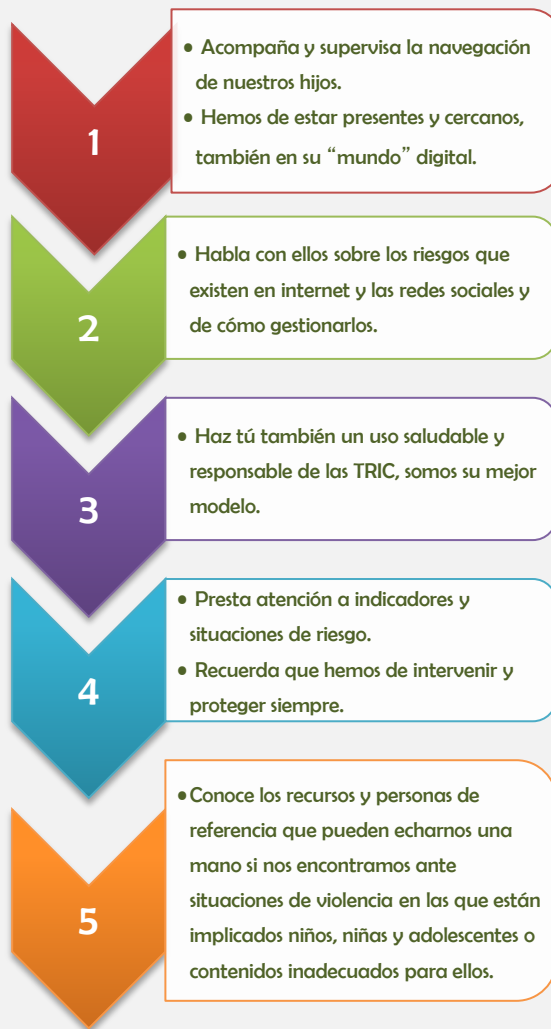 1
• Acompaña y supervisa la navegación
de nuestros hijos.
• Hemos de estar presentes y cercanos,
también en su “mundo” digital.
2
• Habla con ellos sobre los riesgos que
existen en internet y las redes sociales y
de cómo gestionarlos.
3
• Haz tú también un uso saludable y
responsable de las TRIC, somos su mejor
modelo.
4
• Presta atención a indicadores y
situaciones de riesgo.
• Recuerda que hemos de intervenir y
proteger siempre.
5
• Conoce los recursos y personas de
referencia que pueden echarnos una
mano si nos encontramos ante
situaciones de violencia en las que están
implicados niños, niñas y adolescentes o
contenidos inadecuados para ellos.